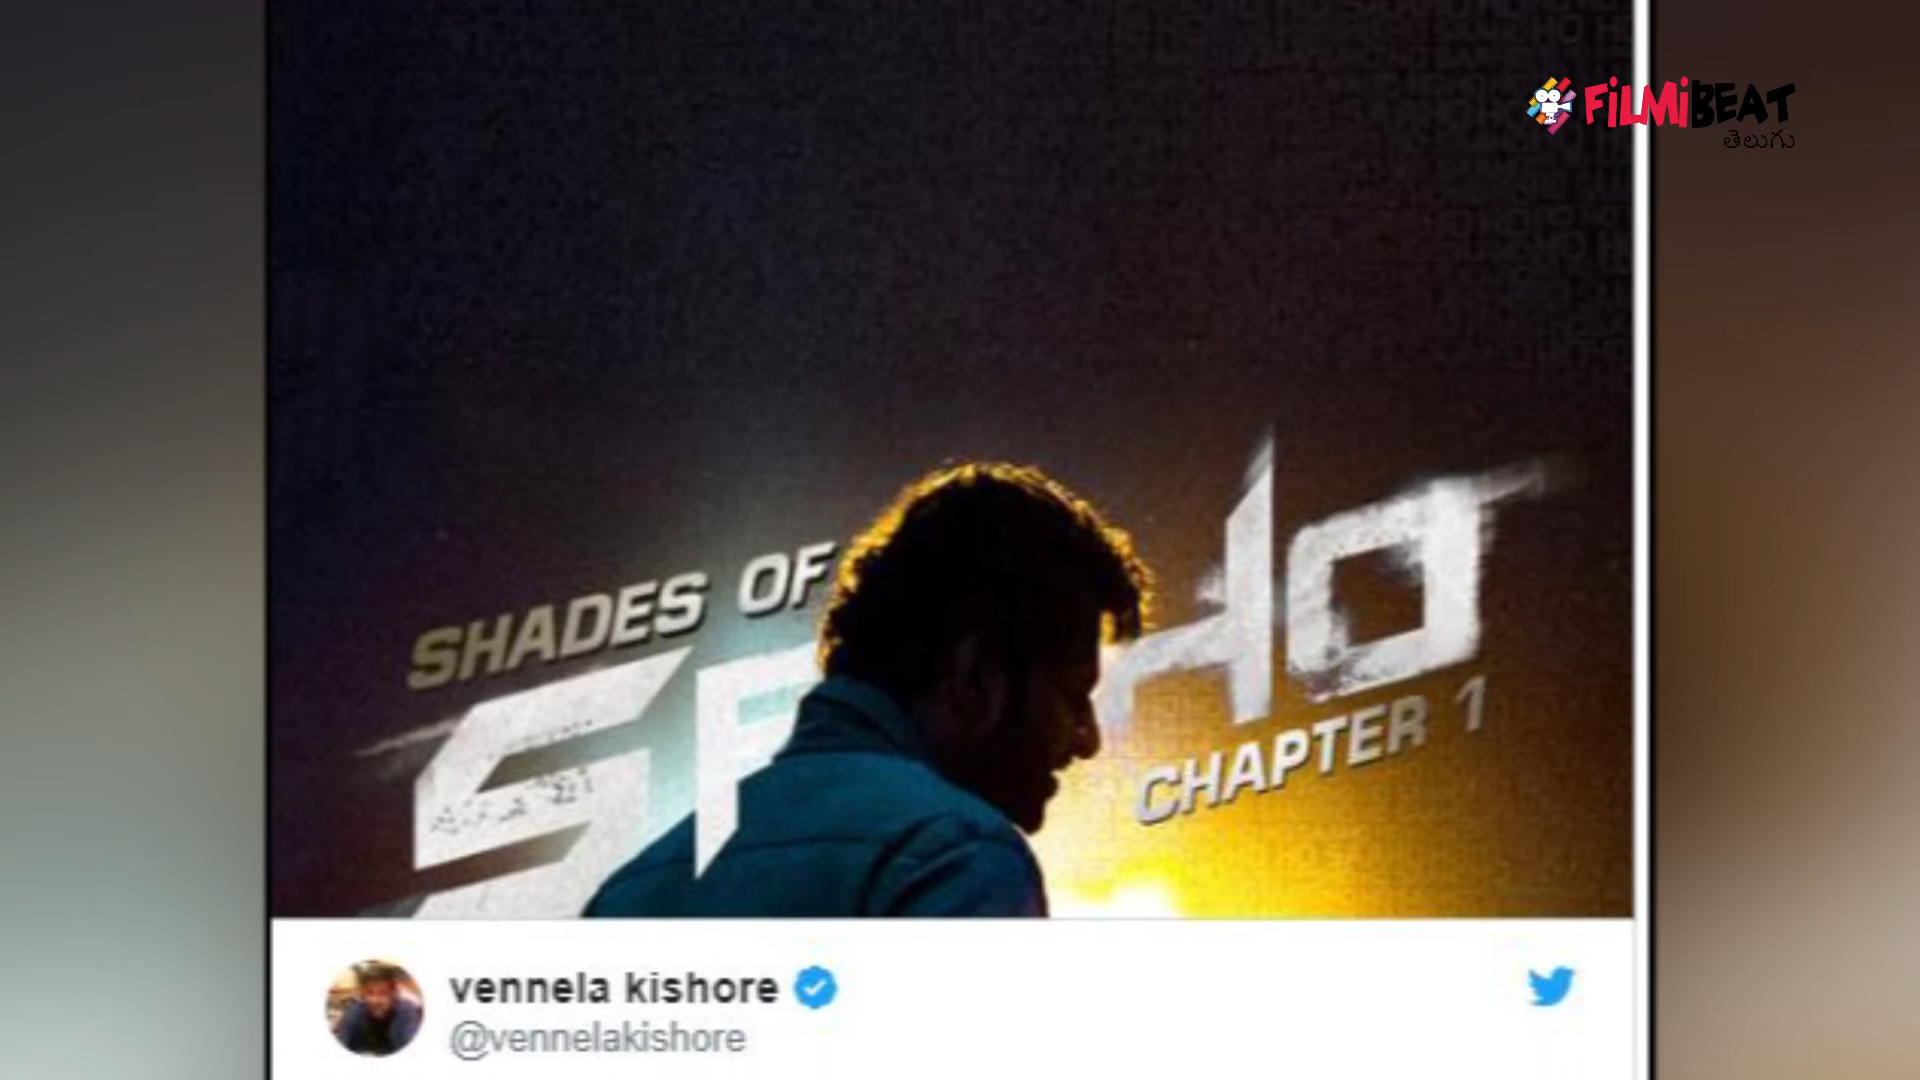 FILMIBEAT
తెలుగు
SHADES OF
CHAPTER 1
vennela kishore
@vennelakishore